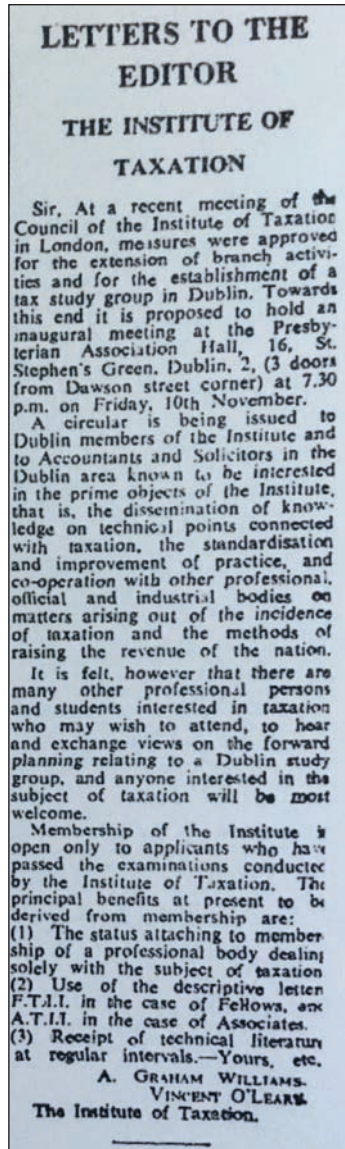 LETTERS TO THE
EDITOR
THE INSTITUTE OF
TAXATION
Sir, At a recent meeting of the
Council of the Institute of Taxation
in London, measures were approved
for the extension of branch activi-
ties and for the establishment of a
tax study group in Dublin. Towards
this end it is proposed to hold an
inaugural meeting at the Presby-
terian Association Hall, 16, St.
Stephen's Green, Dublin, 2, (3 doors
from Dawson street corner) at 7.30
p.m. on Friday, 10th November.
A circular is being issued to
Dublin members of the Institute and
to Accountants and Solicitors in the
Dublin area known to be interested
in the prime objects of the Institute,
that is, the dissemination of know-
ledge on technical points connected
with taxation, the standardisation
and improvement of practice, and
co-operation with other professional,
official and industrial bodies on
matters arising out of the incidence
of taxation and the methods of
raising the revenue of the nation.
It is felt, however that there are
many other professional persons
and students interested in taxation
who may wish to attend, to hear
and exchange views on the forward
planning relating to a Dublin study
group, and anyone interested in the
subject of taxation will be most
welcome.
Membership of the Institute is
open only to applicants who have
passed the examinations conducted
by the Institute of Taxation. The
principal benefits at present to be
derived from membership are:
(1) The status attaching to member
ship of a professional body dealing
solely with the subject of taxation
(2) Use of the descriptive letter
F.T.I.I. in the case of Fellows, and
A.T.I.I. in the case of Associates.
(3) Receipt of technical literature
at regular intervals.—Yours, etc.
A. GRAHAM WILLIAMS.
VINCENT O'LEARY.
The Institute of Taxation.